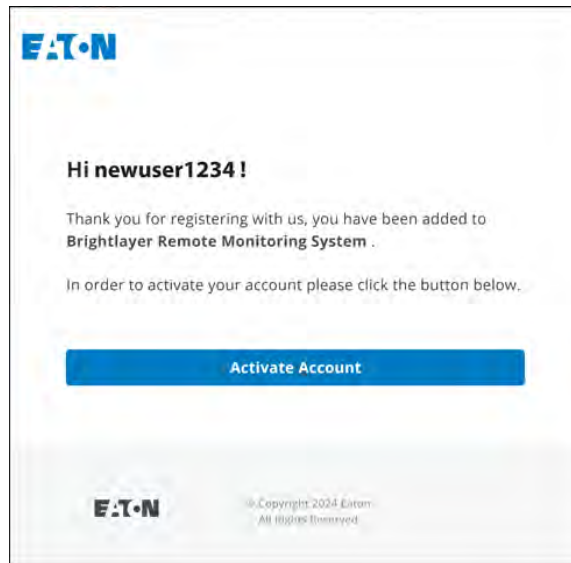 EATON
Hi newuser1234 !
Thank you for registering with us, you have been added to
Brightlayer Remote Monitoring System .
In order to activate your account please click the button below.
Activate Account
EATON
© Copyright 2024 Eaton
All Rights Reserved